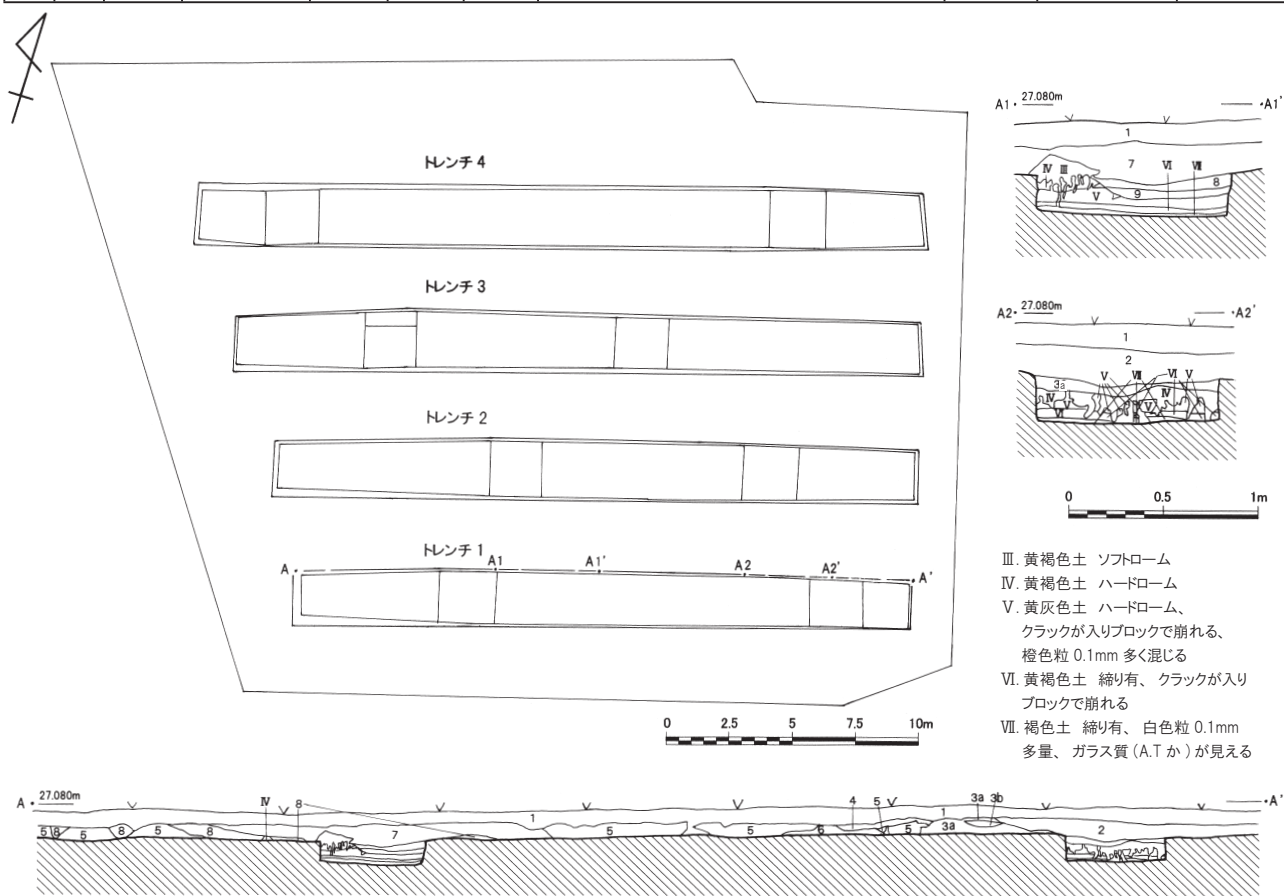 トレンチ 4
トレンチ 3
トレンチ 2
トレンチ 1
A A1 A1' A2 A2' A'
0 2.5 5 7.5 10m
A1 27.080m A1'
1
Ⅳ Ⅲ 7 Ⅵ Ⅷ 8
Ⅴ 9
A2 27.080m A2'
1
2
Ⅴ Ⅷ Ⅵ Ⅴ
3a Ⅳ
Ⅳ Ⅴ Ⅴ
Ⅵ
0 0.5 1m
Ⅲ. 黄褐色土 ソフトローム
Ⅳ. 黄褐色土 ハードローム
Ⅴ. 黄灰色土 ハードローム、
クラックが入りブロックで崩れる、
橙色粒 0.1mm 多く混じる
Ⅵ. 黄褐色土 締り有、 クラックが入り
ブロックで崩れる
Ⅶ. 褐色土 締り有、 白色粒 0.1mm
多量、 ガラス質 (A.T か ) が見える
A 27.080m A'
Ⅳ 8 4 5 1 3a 3b
1
5 8 5 8 5 8 7 5 5 6 5 3a 2